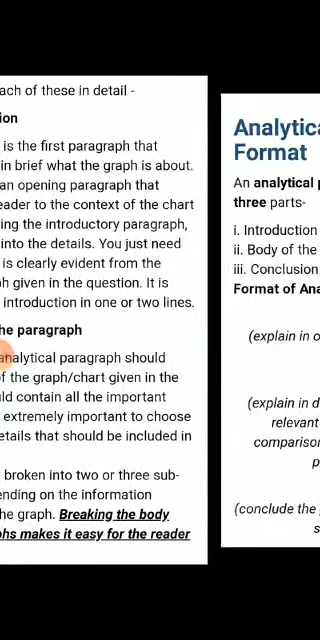 ach of these in detail -
ion
is the first paragraph that
in brief what the graph is about.
an opening paragraph that
eader to the context of the chart
ing the introductory paragraph,
into the details. You just need
is clearly evident from the
h given in the question. It is
introduction in one or two lines.
he paragraph
analytical paragraph should
of the graph/chart given in the
ld contain all the important
extremely important to choose
etails that should be included in
broken into two or three sub-
ending on the information
he graph. Breaking the body
hs makes it easy for the reader
Analytica
Format
An analytical p
three parts-
i. Introduction
ii. Body of the
iii. Conclusion
Format of Ana
(explain in o
(explain in d
relevant
comparison
p
(conclude the
s